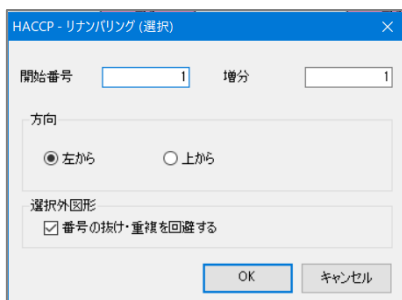 HACCP - リナンバリング (選択)
開始番号 1 増分 1
方向
左から 上から
選択外図形
番号の抜け・重複を回避する
OK キャンセル